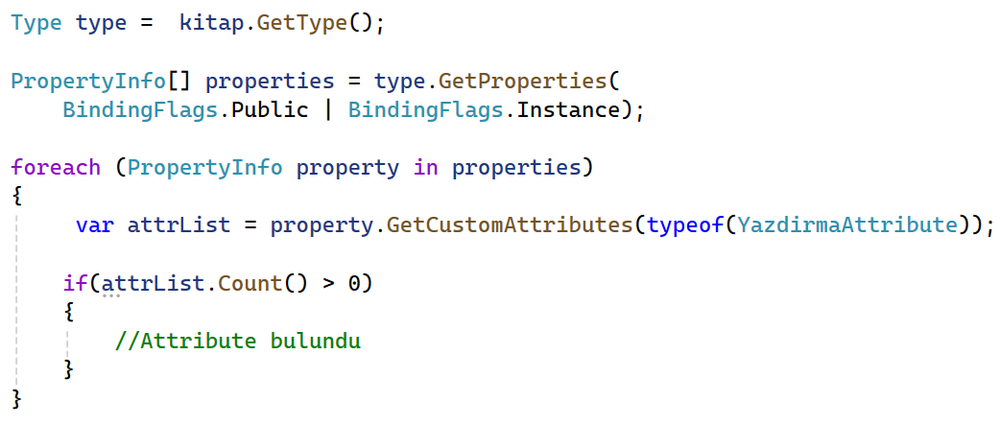 Type type =  kitap.GetType();
PropertyInfo[] properties = type.GetProperties(
    BindingFlags.Public | BindingFlags.Instance);
foreach (PropertyInfo property in properties)
{
     var attrList = property.GetCustomAttributes(typeof(YazdirmaAttribute));
    if(attrList.Count() > 0)
    {
        //Attribute bulundu
    }
}